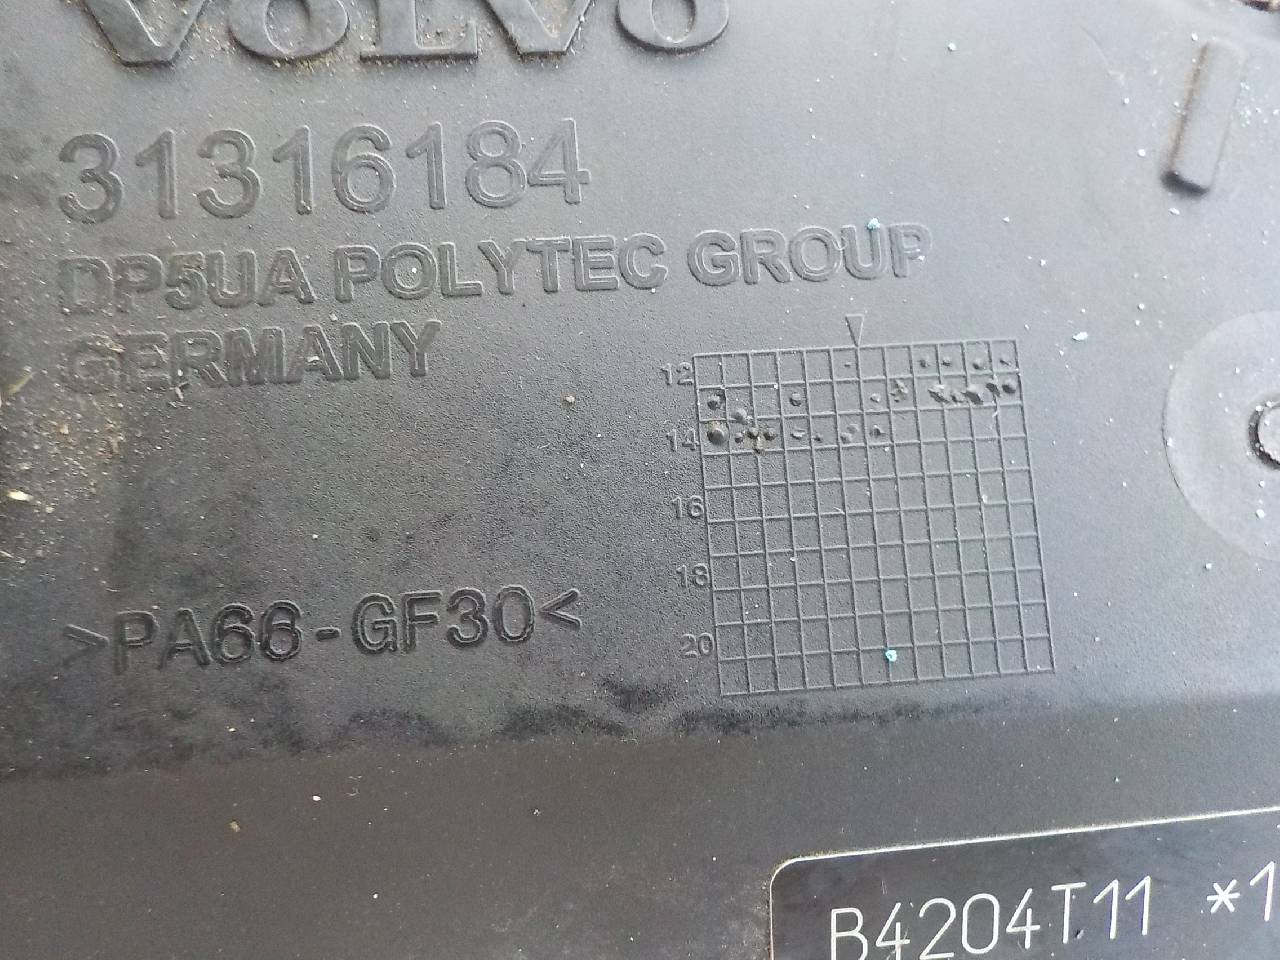 VOLVO
31316184
DP5UA POLYTEC GROUP
GERMANY
12
14
16
18
20
>PA66-GF30<
B4204T11 *1